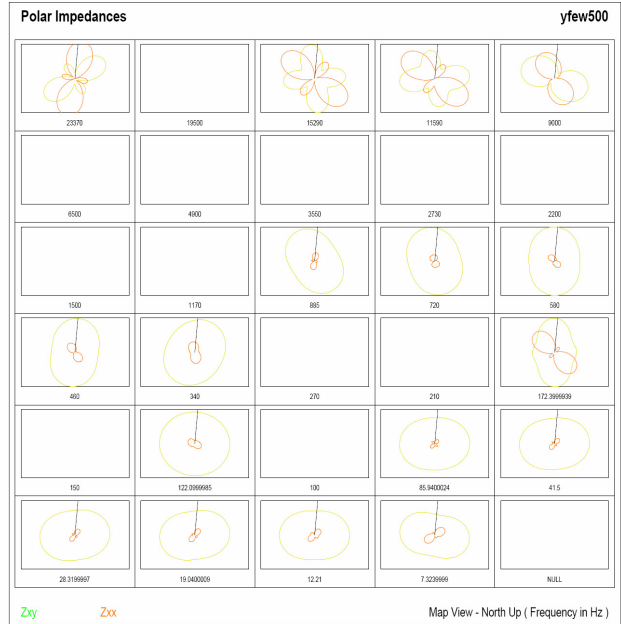 Polar Impedances yfew500
23370 19500 15290 11590 9000
6500 4900 3550 2730 2200
1500 1170 885 720 590
460 340 270 210 172.3999939
150 122.0999985 100 85.9400024 41.5
28.3199997 19.0400009 12.21 7.3239999 NULL
Zxy Zxx Map View - North Up ( Frequency in Hz )